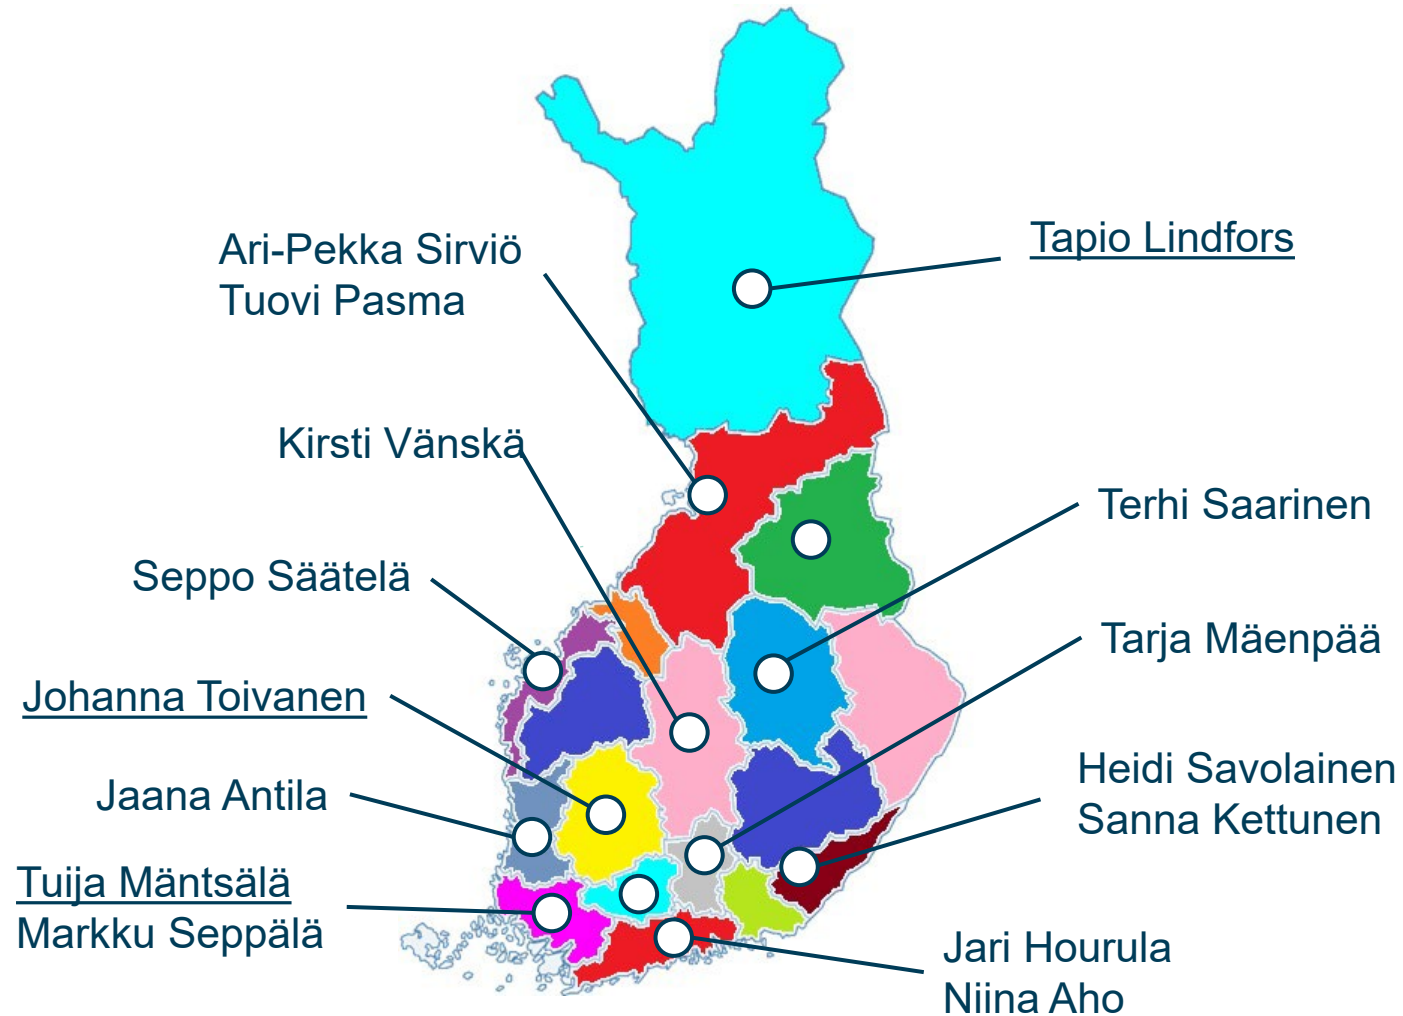 Tapio Lindfors
Ari-Pekka Sirviö
Tuovi Pasma
Kirsti Vänskä
Terhi Saarinen
Seppo Säätelä
Tarja Mäenpää
Johanna Toivanen
Jaana Antila
Heidi Savolainen
Sanna Kettunen
Tuija Mäntsälä
Markku Seppälä
Jari Hourula
Niina Aho